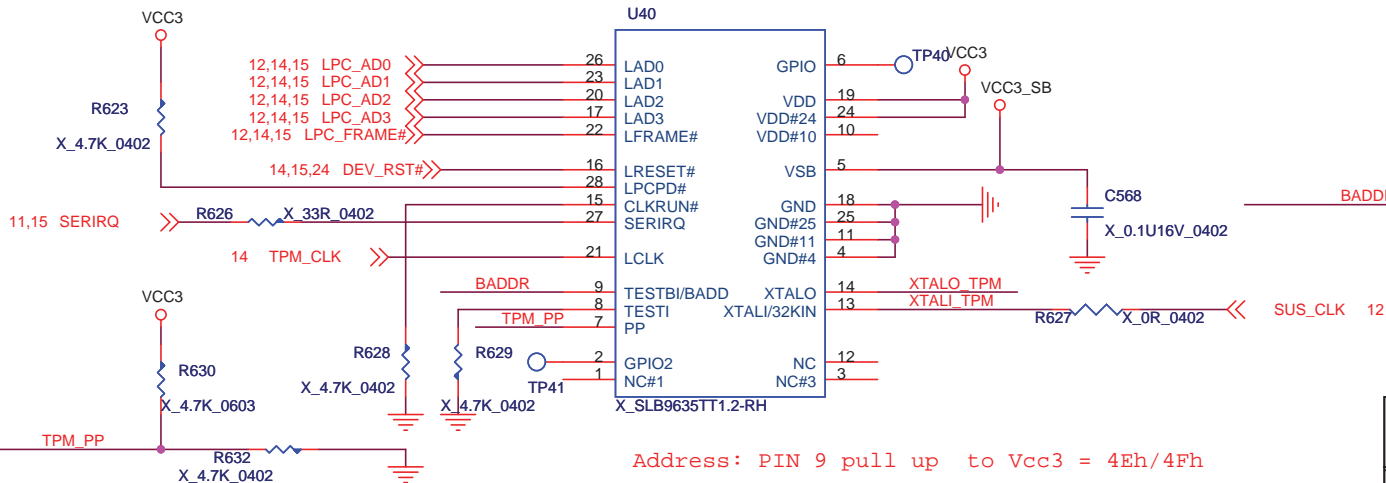 U40
VCC3
R623
X_4.7K_0402
12,14,15 LPC_AD0
12,14,15 LPC_AD1
12,14,15 LPC_AD2
12,14,15 LPC_AD3
12,14,15 LPC_FRAME#
14,15,24 DEV_RST#
11,15 SERIRQ
R626
X_33R_0402
14 TPM_CLK
BADDR
TPM_PP
26 LAD0
23 LAD1
20 LAD2
17 LAD3
22 LFRAME#
16 LRESET#
28 LPCPD#
15 CLKRUN#
27 SERIRQ
21 LCLK
9 TESTBI/BADD
8 TESTI
7 PP
2 GPIO2
1 NC#1
GPIO 6
VDD 19
VDD#24 24
VDD#10 10
VSB 5
GND 18
GND#25 25
GND#11 11
GND#4 4
XTALO 14
XTALI/32KIN 13
NC 12
NC#3 3
TP40
VCC3
VCC3_SB
C568
X_0.1U16V_0402
BADD
XTALO_TPM
XTALI_TPM
R627
X_0R_0402
SUS_CLK 12
VCC3
R630
X_4.7K_0603
R628
X_4.7K_0402
R629
X_4.7K_0402
TP41
X_SLB9635TT1.2-RH
TPM_PP
R632
X_4.7K_0402
Address: PIN 9 pull up to Vcc3 = 4Eh/4Fh